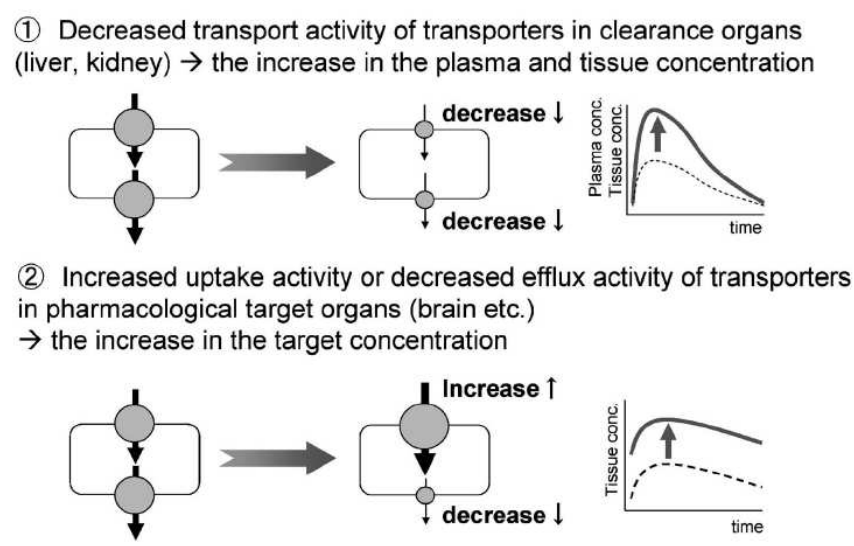 ① Decreased transport activity of transporters in clearance organs
(liver, kidney) → the increase in the plasma and tissue concentration
decrease ↓
decrease ↓
Plasma conc.
Tissue conc.
time
② Increased uptake activity or decreased efflux activity of transporters
in pharmacological target organs (brain etc.)
→ the increase in the target concentration
Increase ↑
decrease ↓
Tissue conc.
time